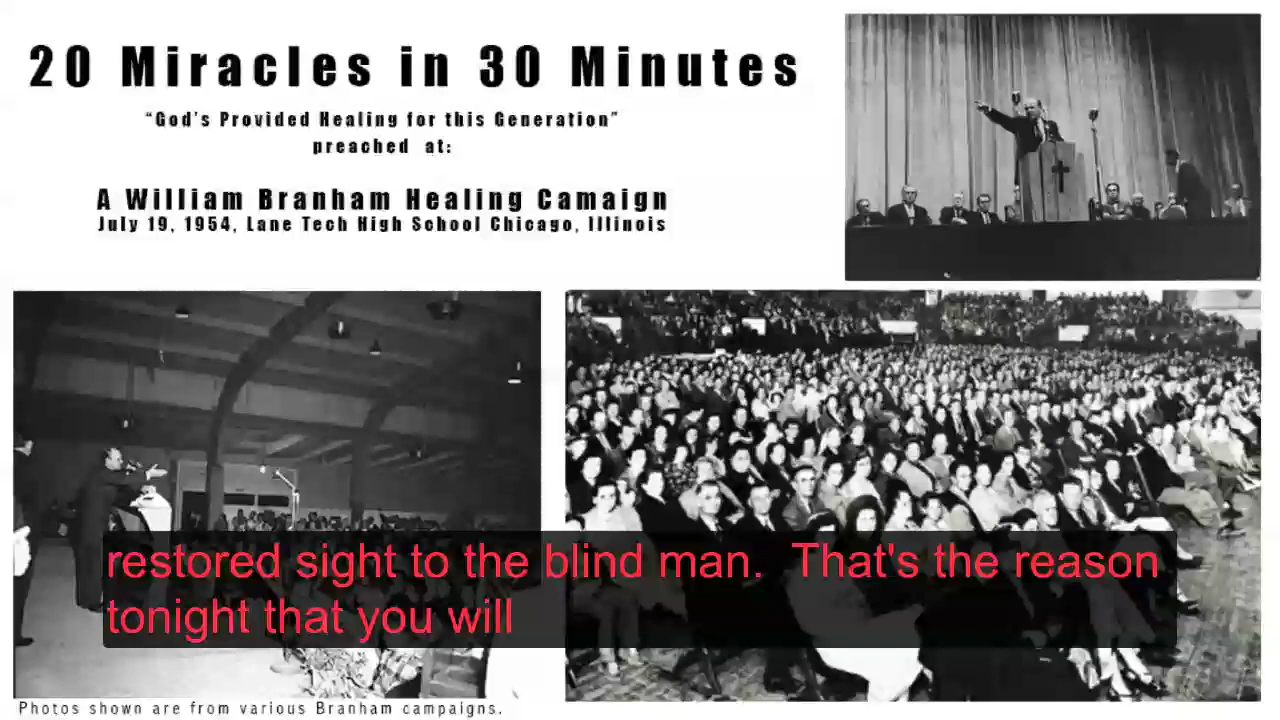 20 Miracles in 30 Minutes
"God's Provided Healing for this Generation"
preached at:
A William Branham Healing Camaign
July 19, 1954, Lane Tech High School Chicago, Illinois
restored sight to the blind man. That's the reason
tonight that you will
Photos shown are from various Branham campaigns.